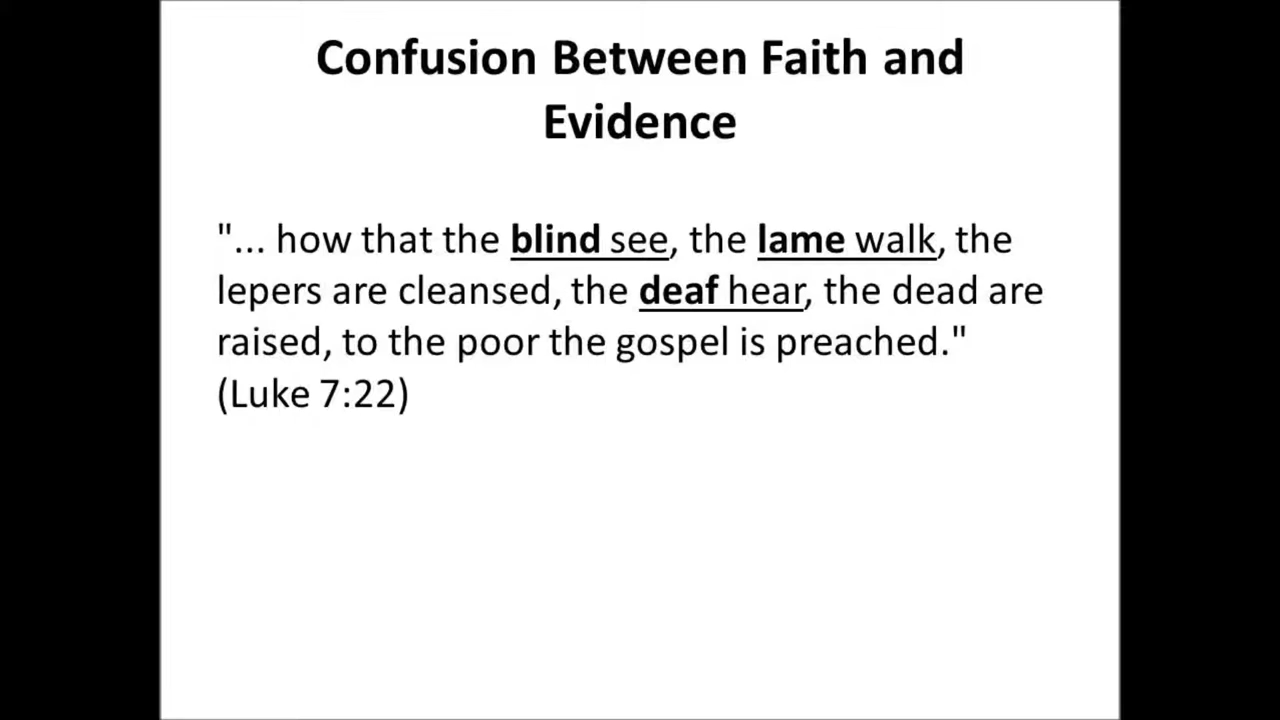 Confusion Between Faith and
Evidence
"... how that the blind see, the lame walk, the
lepers are cleansed, the deaf hear, the dead are
raised, to the poor the gospel is preached."
(Luke 7:22)